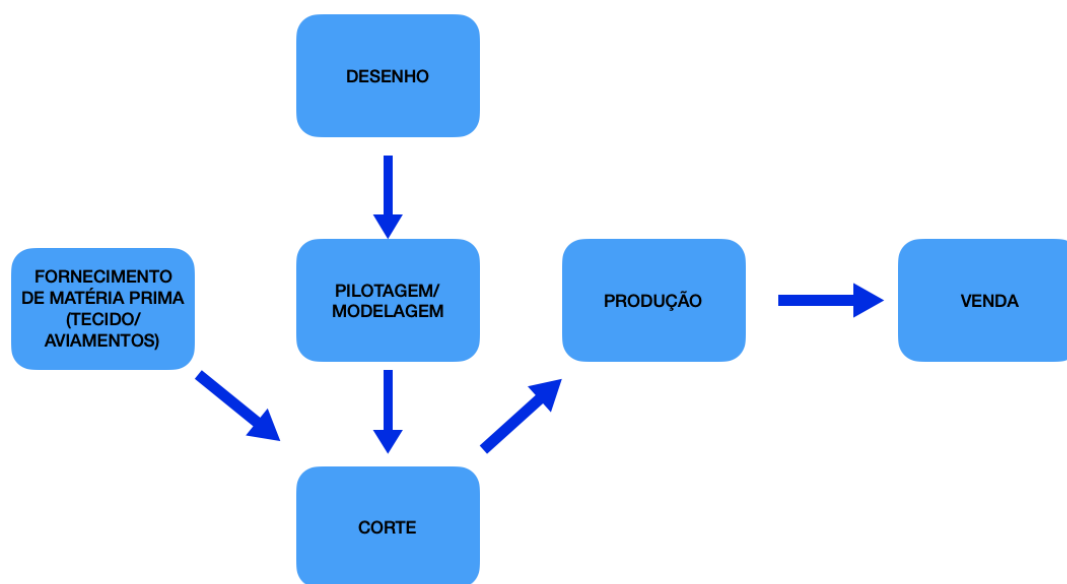 DESENHO
FORNECIMENTO
DE MATÉRIA PRIMA
(TECIDO/
AVIAMENTOS)
PILOTAGEM/
MODELAGEM
PRODUÇÃO
VENDA
CORTE